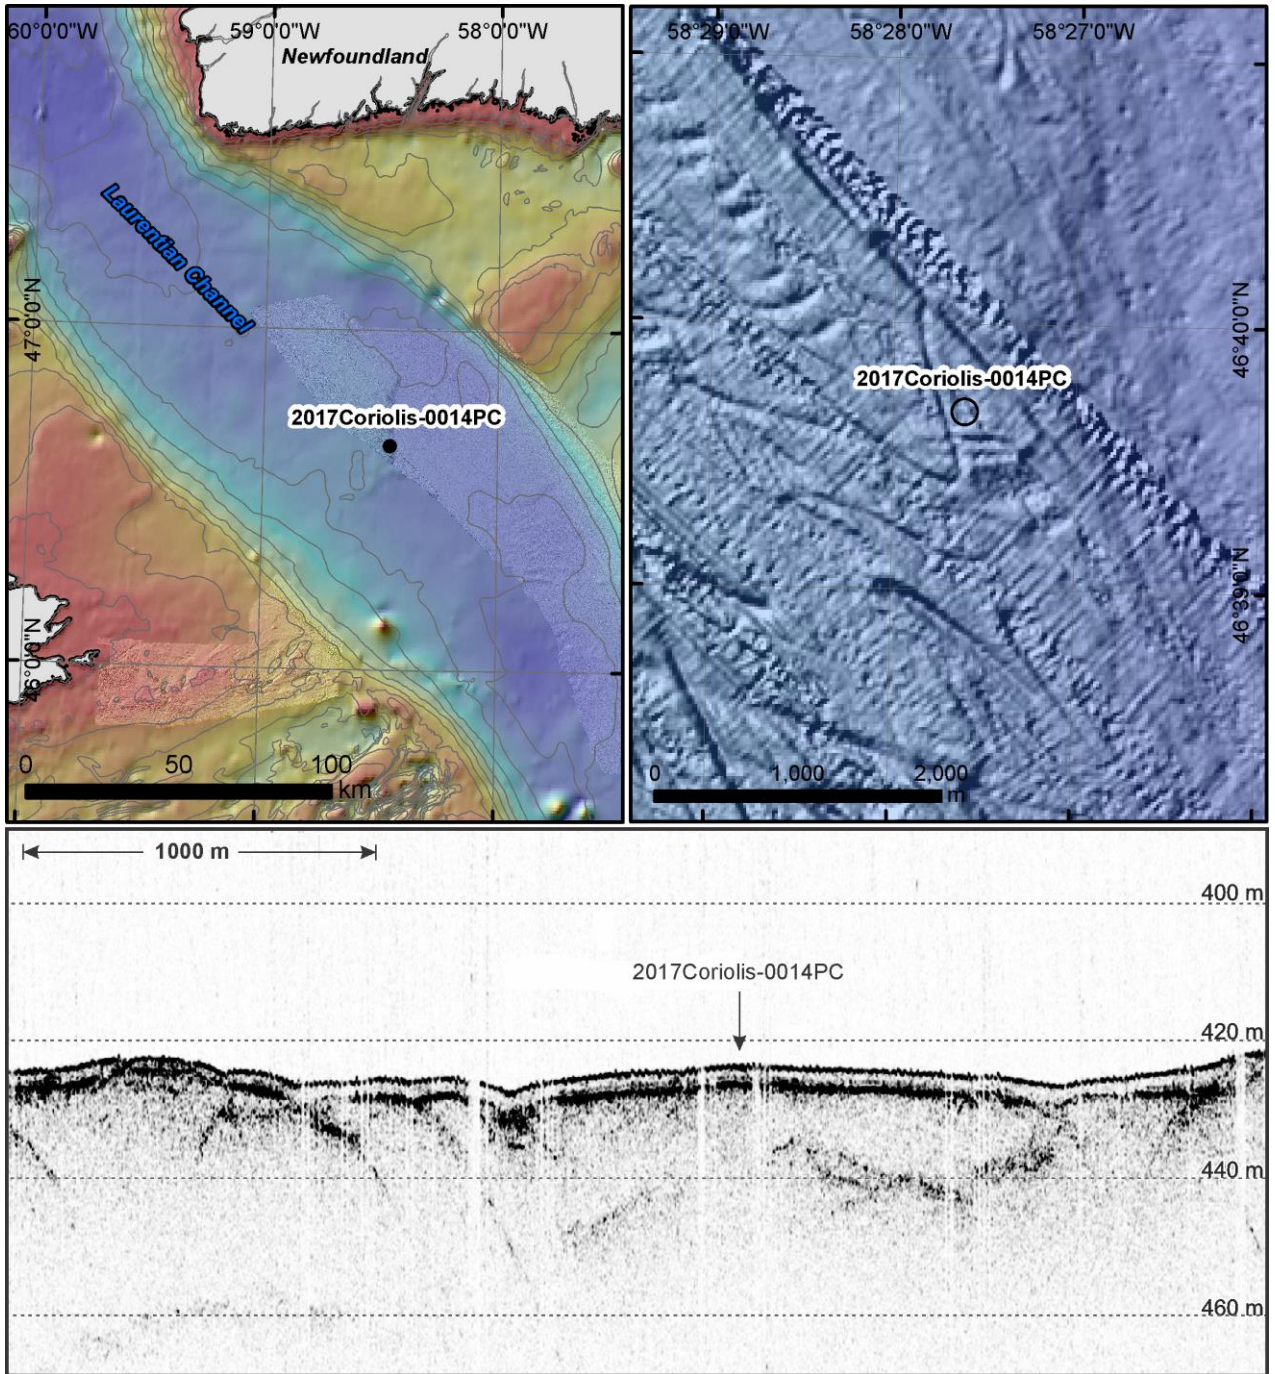 60°0'0"W 59°0'0"W 58°0'0"W
Newfoundland
Laurentian Channel
47°0'0"N
2017Coriolis-0014PC
46°0'0"N
0 50 100
km
58°29'0"W 58°28'0"W 58°27'0"W
46°40'0"N
2017Coriolis-0014PC
46°39'0"N
0 1,000 2,000
m
1000 m
400 m
2017Coriolis-0014PC
420 m
440 m
460 m